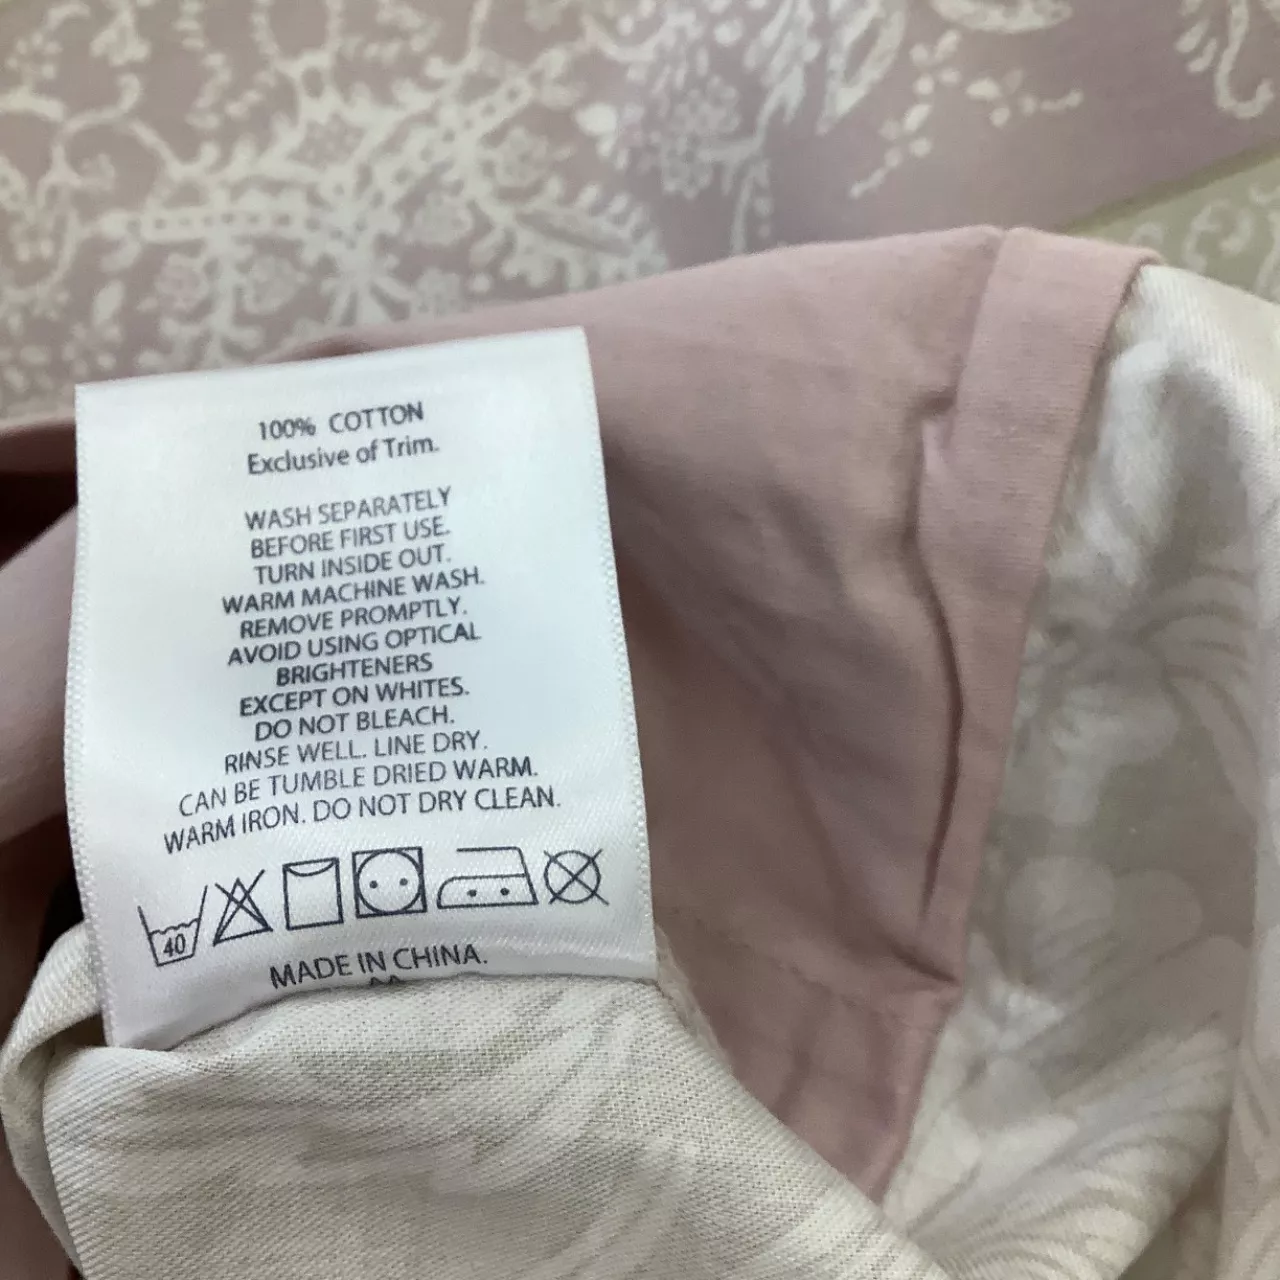 100% COTTON
Exclusive of Trim.
WASH SEPARATELY
BEFORE FIRST USE.
TURN INSIDE OUT.
WARM MACHINE WASH.
REMOVE PROMPTLY.
AVOID USING OPTICAL
BRIGHTENERS
EXCEPT ON WHITES.
DO NOT BLEACH.
RINSE WELL. LINE DRY.
CAN BE TUMBLE DRIED WARM.
WARM IRON. DO NOT DRY CLEAN.
40
MADE IN CHINA.